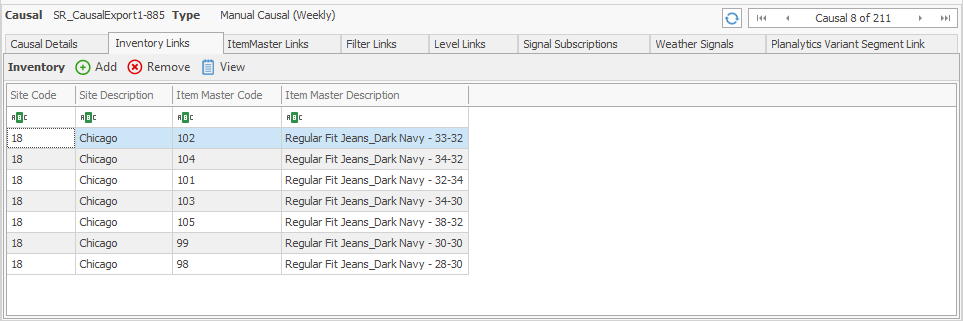 Causal SR_CausalExport1-885 Type Manual Causal (Weekly) Causal 8 of 211
Causal Details Inventory Links ItemMaster Links Filter Links Level Links Signal Subscriptions Weather Signals Planalytics Variant Segment Link
Inventory Add Remove View
Site Code Site Description Item Master Code Item Master Description
ABC ABC ABC ABC
18 Chicago 102 Regular Fit Jeans_Dark Navy - 33-32
18 Chicago 104 Regular Fit Jeans_Dark Navy - 34-32
18 Chicago 101 Regular Fit Jeans_Dark Navy - 32-34
18 Chicago 103 Regular Fit Jeans_Dark Navy - 34-30
18 Chicago 105 Regular Fit Jeans_Dark Navy - 38-32
18 Chicago 99 Regular Fit Jeans_Dark Navy - 30-30
18 Chicago 98 Regular Fit Jeans_Dark Navy - 28-30